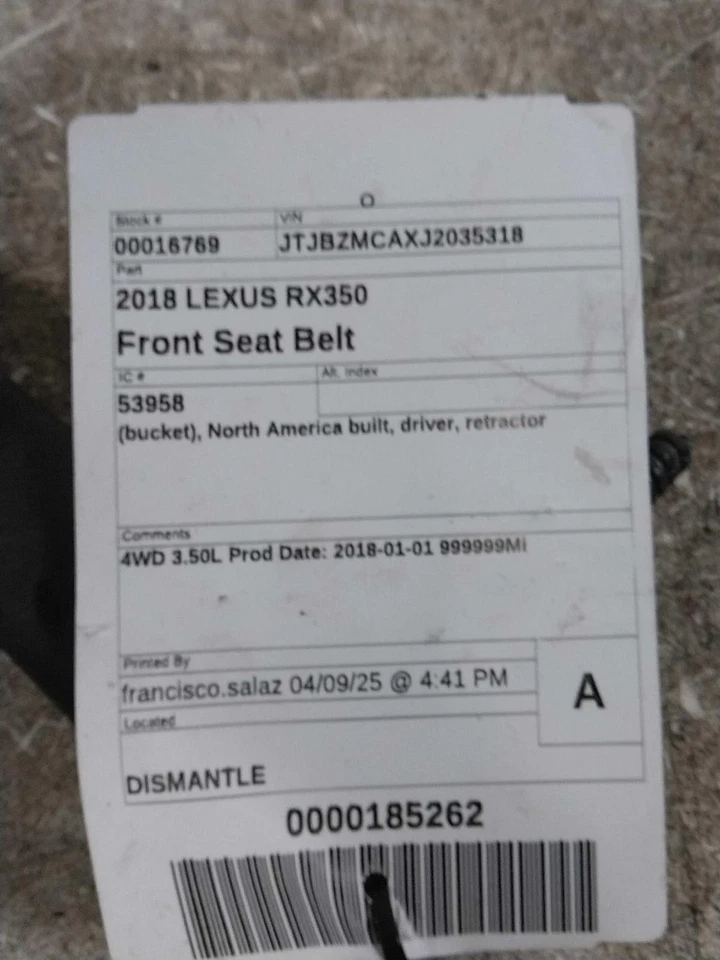 O
Stock #
VIN
00016769
JTJBZMCAXJ2035318
Part
2018 LEXUS RX350
Front Seat Belt
IC #
Alt. Index
53958
(bucket), North America built, driver, retractor
Comments
4WD 3.50L Prod Date: 2018-01-01 999999Mi
Printed By
francisco.salaz 04/09/25 @ 4:41 PM
A
Located
DISMANTLE
0000185262